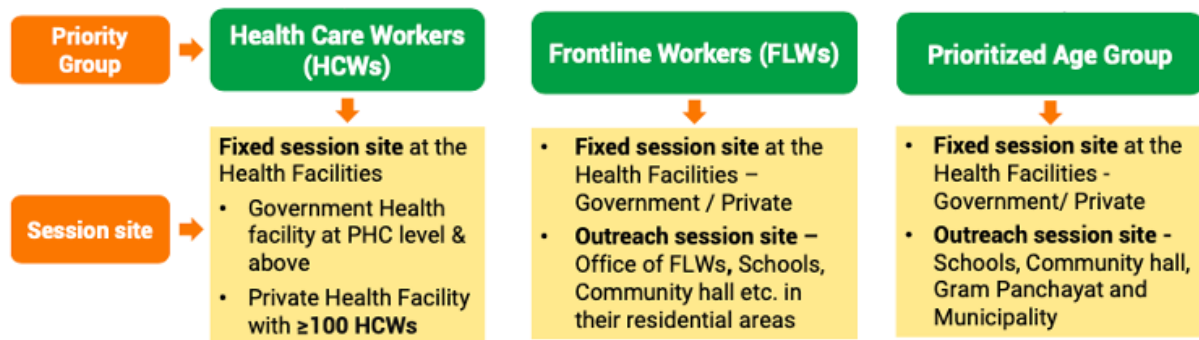 Priority
Group
Health Care Workers
(HCWs)
Frontline Workers (FLWs)
Prioritized Age Group
Session site
Fixed session site at the
Health Facilities
• Government Health
facility at PHC level &
above
• Private Health Facility
with ≥100 HCWs
• Fixed session site at the
Health Facilities –
Government / Private
• Outreach session site –
Office of FLWs, Schools,
Community hall etc. in
their residential areas
• Fixed session site at the
Health Facilities -
Government/ Private
• Outreach session site -
Schools, Community hall,
Gram Panchayat and
Municipality